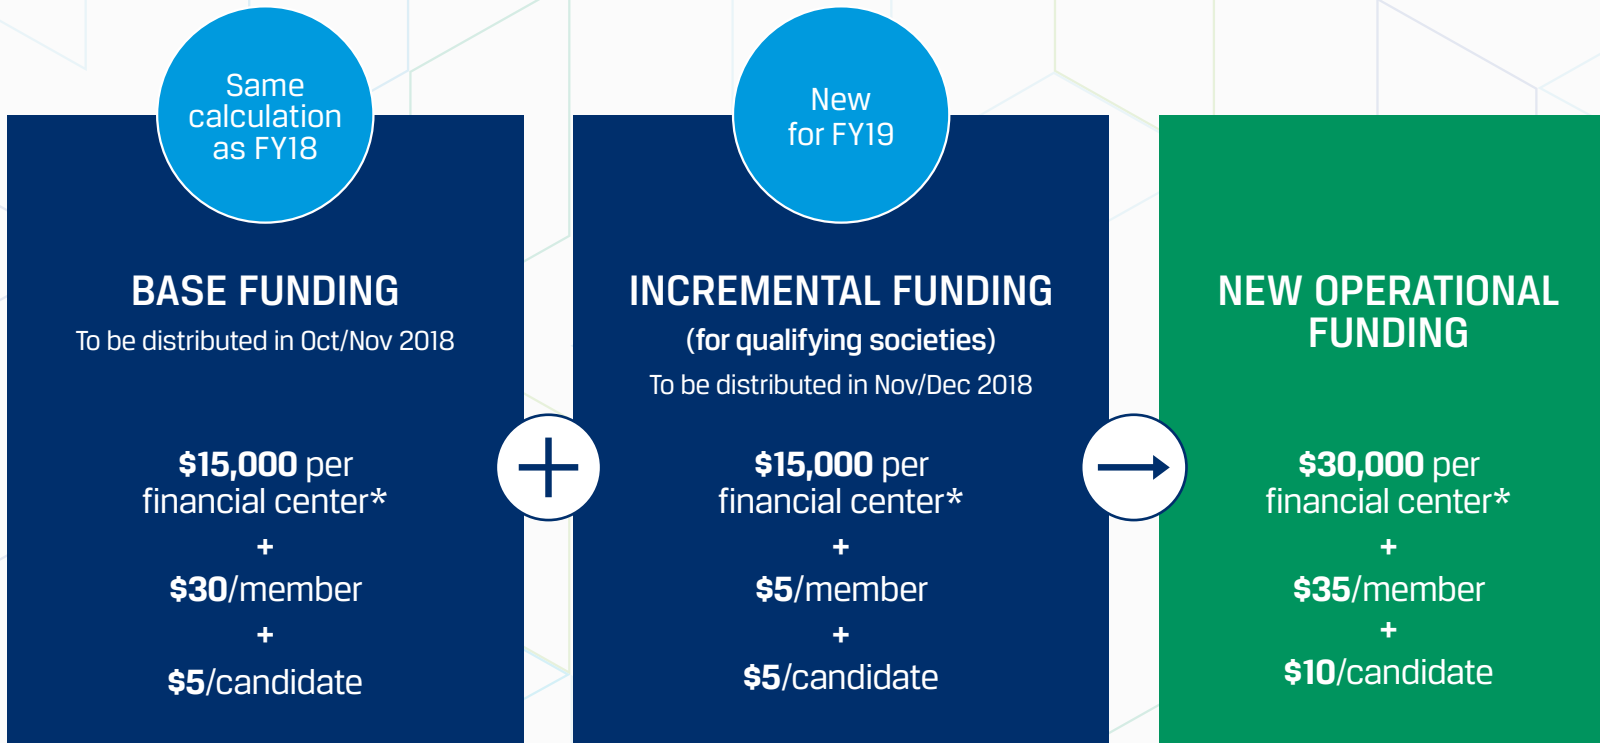 Same
calculation
as FY18
BASE FUNDING
To be distributed in Oct/Nov 2018
$15,000 per
financial center*
+
$30/member
+
$5/candidate
+
New
for FY19
INCREMENTAL FUNDING
(for qualifying societies)
To be distributed in Nov/Dec 2018
$15,000 per
financial center*
+
$5/member
+
$5/candidate
NEW OPERATIONAL
FUNDING
$30,000 per
financial center*
+
$35/member
+
$10/candidate